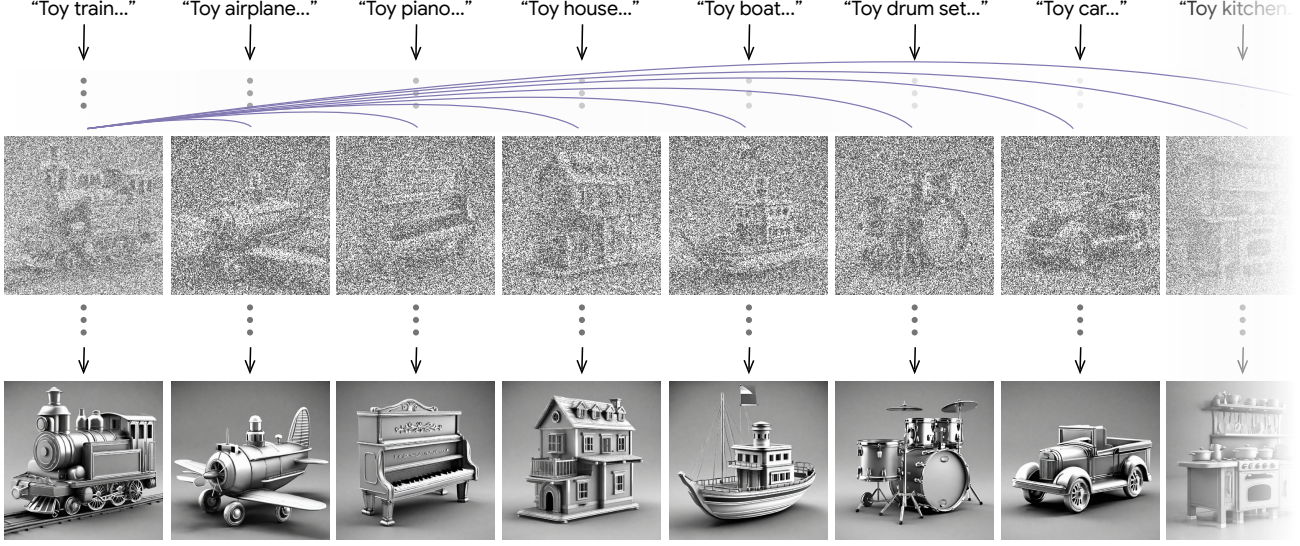 “Toy train...”
“Toy airplane...”
“Toy piano...”
“Toy house...”
“Toy boat...”
“Toy drum set...”
“Toy car...”
“Toy kitchen.